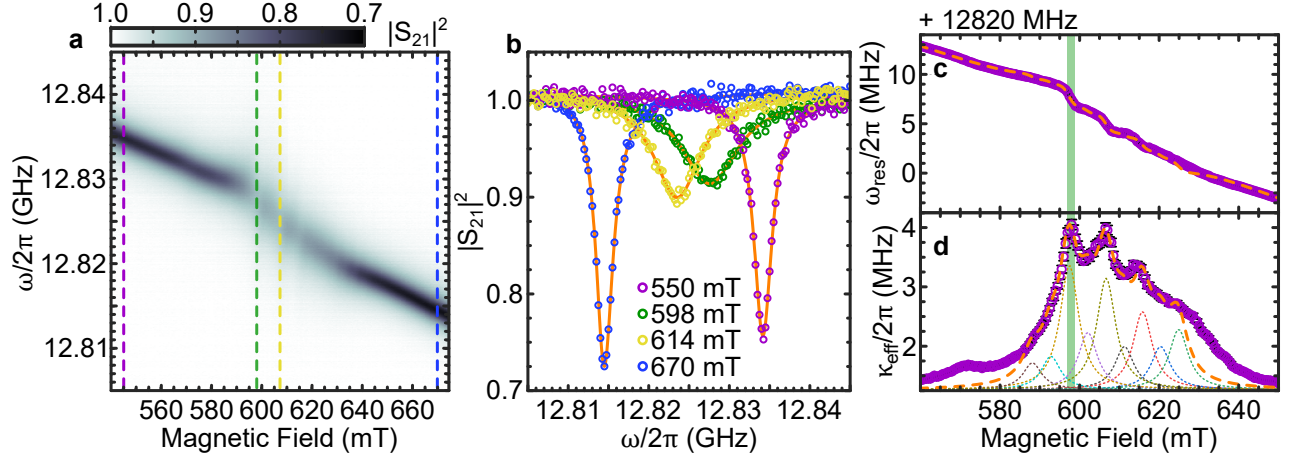 1.0 0.9 0.8 0.7
|S21|²
a
12.84
12.83
12.82
12.81
ω/2π (GHz)
560 580 600 620 640 660
Magnetic Field (mT)
b
1.0
0.9
0.8
0.7
|S21|²
550 mT
598 mT
614 mT
670 mT
12.81 12.82 12.83 12.84
ω/2π (GHz)
+ 12820 MHz
c
10
5
0
ωres/2π (MHz)
d
4
3
2
κeff/2π (MHz)
580 600 620 640
Magnetic Field (mT)